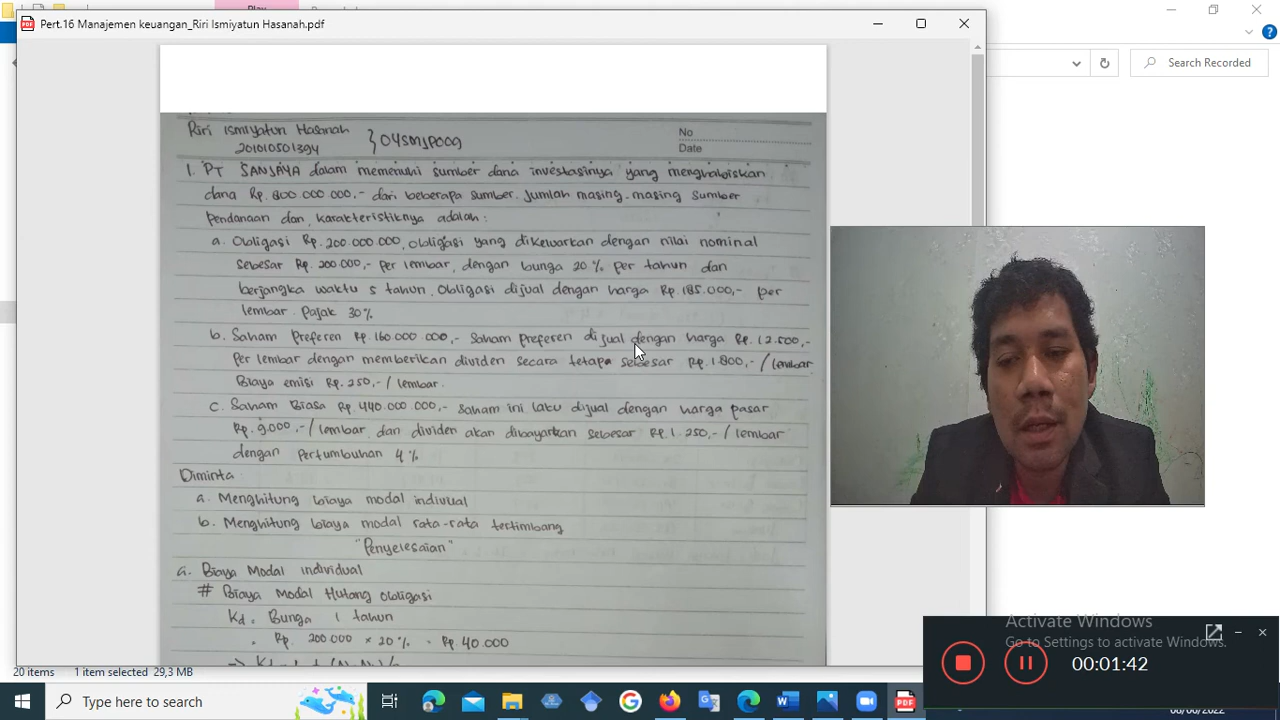 Pert.16 Manajemen keuangan_Riri Ismiyatun Hasanah.pdf
Search Recorded
Riri Ismiyatun Hasanah
201010501394
} 04SMJP009
No
Date
1. PT SANJAYA dalam memenuhi sumber dana investasinya yang menghabiskan
dana Rp. 800 000 000,- dari beberapa sumber. Jumlah masing-masing sumber
Pendanaan dan karakteristiknya adalah :
a. Obligasi Rp. 200.000.000, obligasi yang dikeluarkan dengan nilai nominal
sebesar Rp. 200.000,- per lembar, dengan bunga 20 % per tahun dan
berjangka waktu 5 tahun. Obligasi dijual dengan harga Rp. 185.000,- per
lembar. Pajak 30%
b. Saham Preferen Rp 160 000 000,- Saham preferen dijual dengan harga Rp. 12.500,-
Per lembar dengan memberikan dividen secara tetap sebesar Rp. 1.800,- / lembar
Biaya emisi Rp. 250,- / lembar.
c. Saham Biasa Rp 440.000.000,- Saham ini laku dijual dengan harga pasar
Rp. 9.000,-/ lembar dan dividen akan dibayarkan sebesar Rp 1.250,- / lembar
dengan Pertumbuhan 4 %
Diminta
a. Menghitung biaya modal indivual
b. Menghitung biaya modal rata-rata tertimbang
"Penyelesaian"
a. Biaya Modal individual
# Biaya Modal Hutang obligasi
Kd = Bunga 1 tahun
= Rp. 200.000 x 20 % = Rp. 40.000
20 items
1 item selected 29,3 MB
Activate Windows
Go to Settings to activate Windows.
00:01:42
Type here to search
08/06/2022